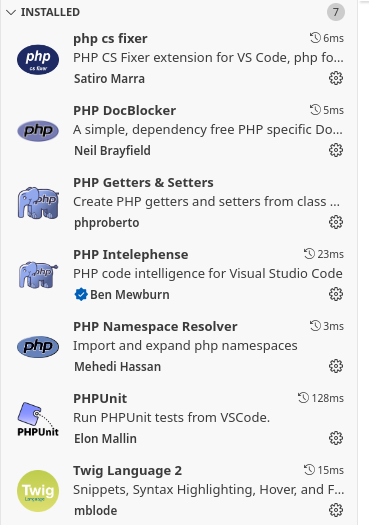 INSTALLED 7
php cs fixer 6ms
php
cs fixer
PHP CS Fixer extension for VS Code, php fo...
Satiro Marra
PHP DocBlocker 5ms
php
A simple, dependency free PHP specific Do...
Neil Brayfield
PHP Getters & Setters
php
Create PHP getters and setters from class ...
phproberto
PHP Intelephense 23ms
php
PHP code intelligence for Visual Studio Code
Ben Mewburn
PHP Namespace Resolver 3ms
php
Import and expand php namespaces
Mehedi Hassan
PHPUnit 128ms
Run PHPUnit tests from VSCode.
PHPUnit
Elon Mallin
Twig Language 2 15ms
Twig
Snippets, Syntax Highlighting, Hover, and F...
mblode